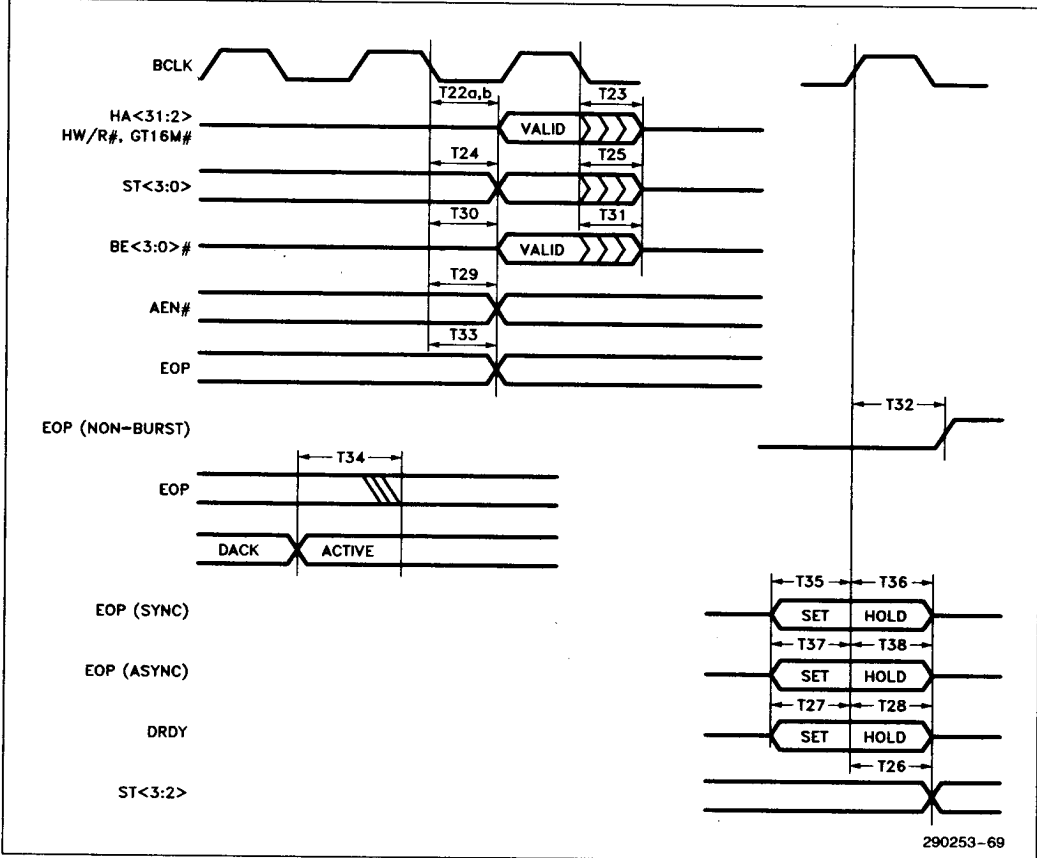 BCLK
T22a,b
T23
HA<31:2>
HW/R#, GT16M#
VALID
T24
T25
ST<3:0>
T30
T31
BE<3:0>#
VALID
T29
AEN#
T33
EOP
T32
EOP (NON-BURST)
T34
EOP
DACK
ACTIVE
T35
T36
EOP (SYNC)
SET
HOLD
T37
T38
EOP (ASYNC)
SET
HOLD
T27
T28
DRDY
SET
HOLD
T26
ST<3:2>
290253-69